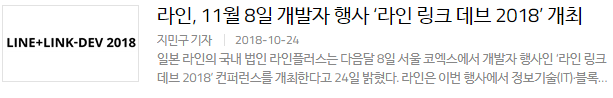 LINE+LINK-DEV 2018
라인, 11월 8일 개발자 행사 ‘라인 링크 데브 2018’ 개최
지민구 기자 | 2018-10-24
일본 라인의 국내 법인 라인플러스는 다음달 8일 서울 코엑스에서 개발자 행사인 ‘라인 링크
데브 2018’ 컨퍼런스를 개최한다고 24일 밝혔다. 라인은 이번 행사에서 정보기술(IT)·블록...